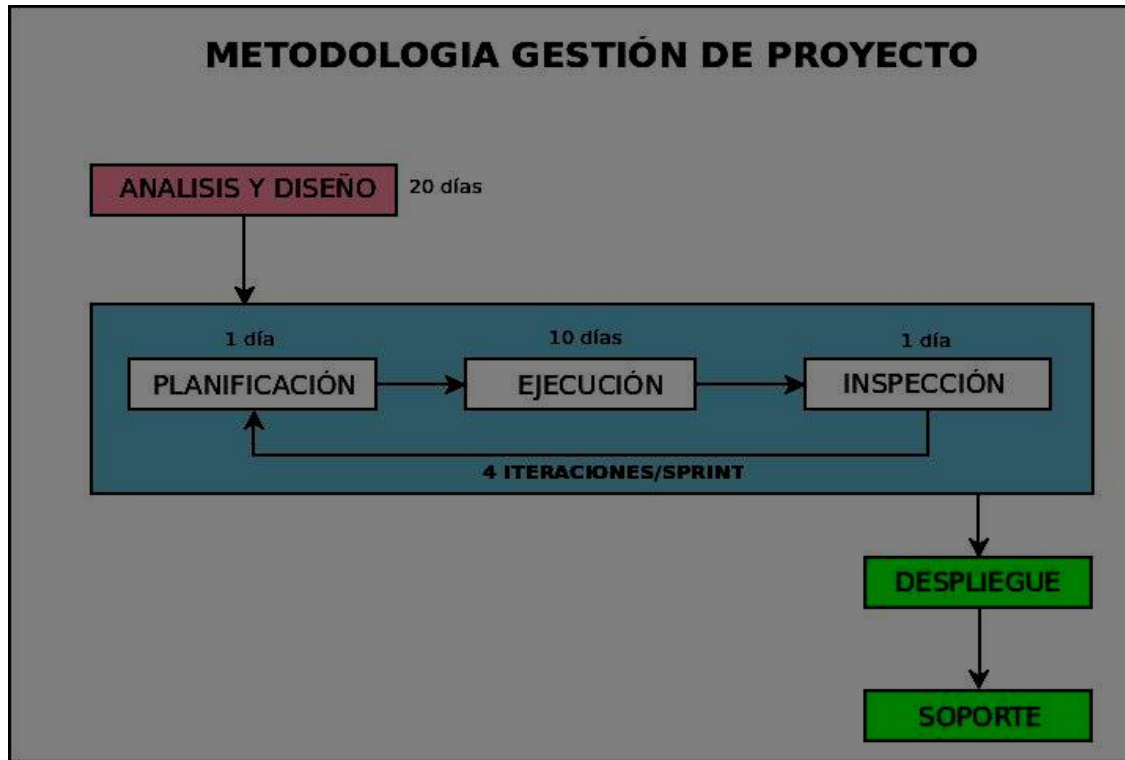 METODOLOGIA GESTIÓN DE PROYECTO
ANALISIS Y DISEÑO
20 días
1 día
10 días
1 día
PLANIFICACIÓN
EJECUCIÓN
INSPECCIÓN
4 ITERACIONES/SPRINT
DESPLIEGUE
SOPORTE